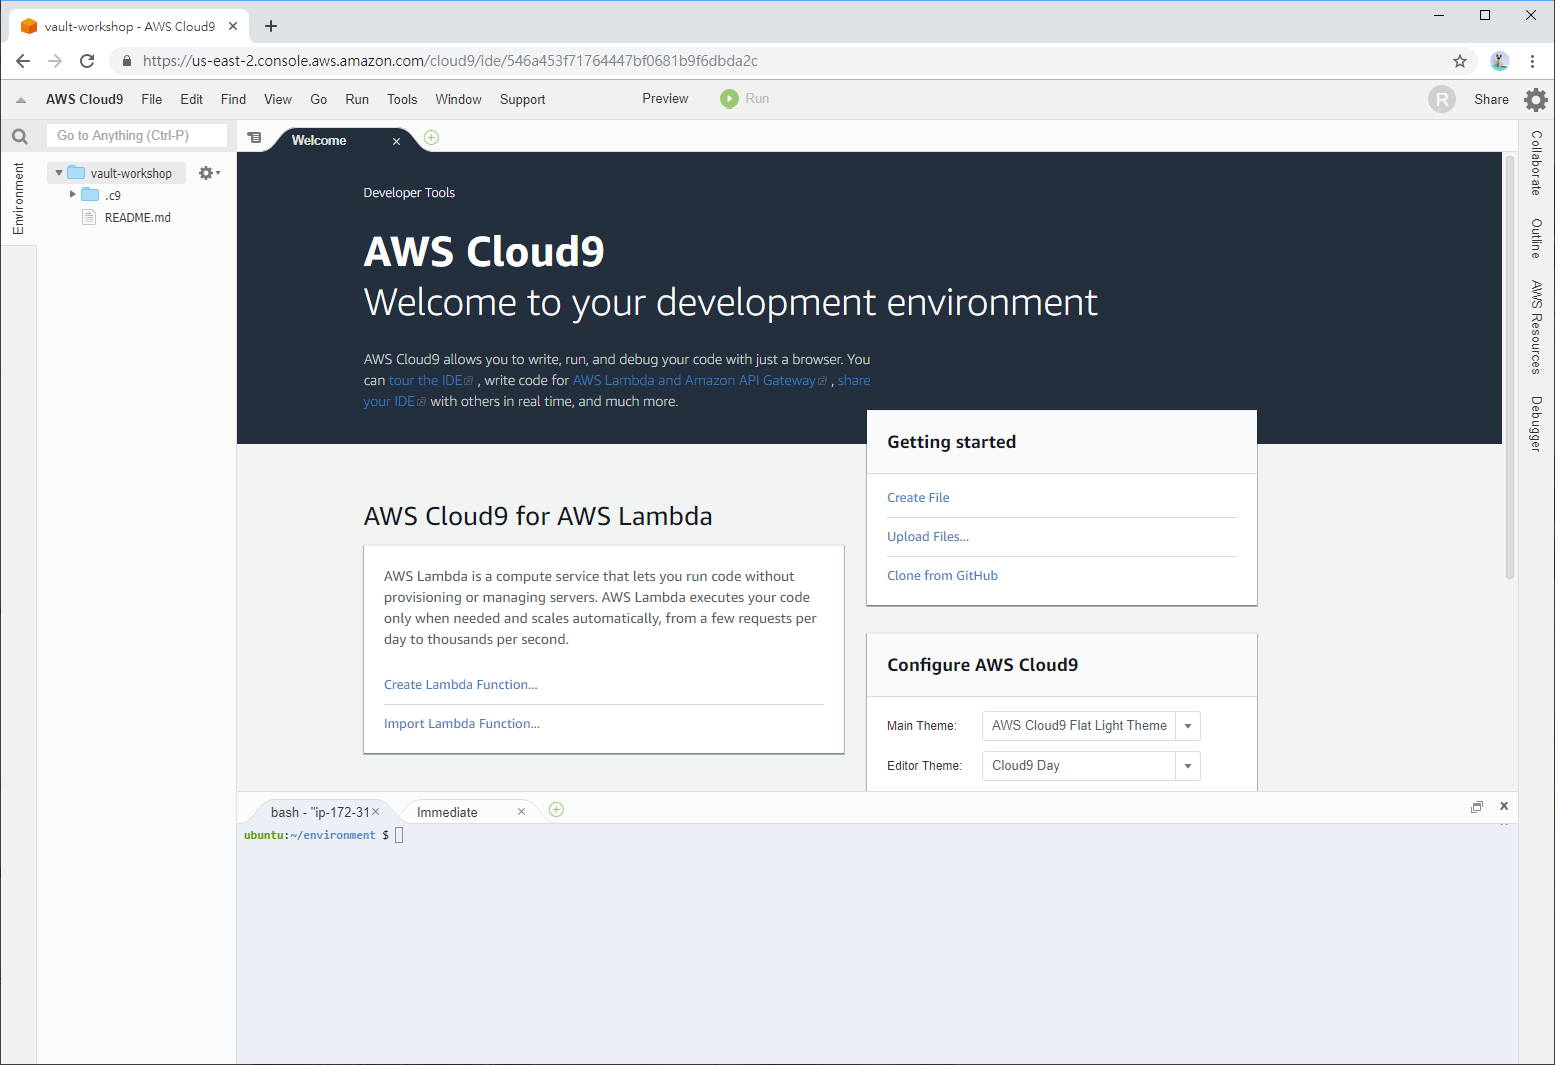 vault-workshop - AWS Cloud9
https://us-east-2.console.aws.amazon.com/cloud9/ide/546a453f71764447bf0681b9f6dbda2c
AWS Cloud9 File Edit Find View Go Run Tools Window Support Preview Run R Share
Go to Anything (Ctrl-P)
Welcome
Environment
vault-workshop
.c9
README.md
Developer Tools
AWS Cloud9
Welcome to your development environment
AWS Cloud9 allows you to write, run, and debug your code with just a browser. You
can tour the IDE , write code for AWS Lambda and Amazon API Gateway , share
your IDE with others in real time, and much more.
Getting started
Create File
Upload Files...
Clone from GitHub
AWS Cloud9 for AWS Lambda
AWS Lambda is a compute service that lets you run code without
provisioning or managing servers. AWS Lambda executes your code
only when needed and scales automatically, from a few requests per
day to thousands per second.
Create Lambda Function...
Import Lambda Function...
Configure AWS Cloud9
Main Theme: AWS Cloud9 Flat Light Theme
Editor Theme: Cloud9 Day
Collaborate
Outline
AWS Resources
Debugger
bash - "ip-172-31 Immediate
ubuntu:~/environment $